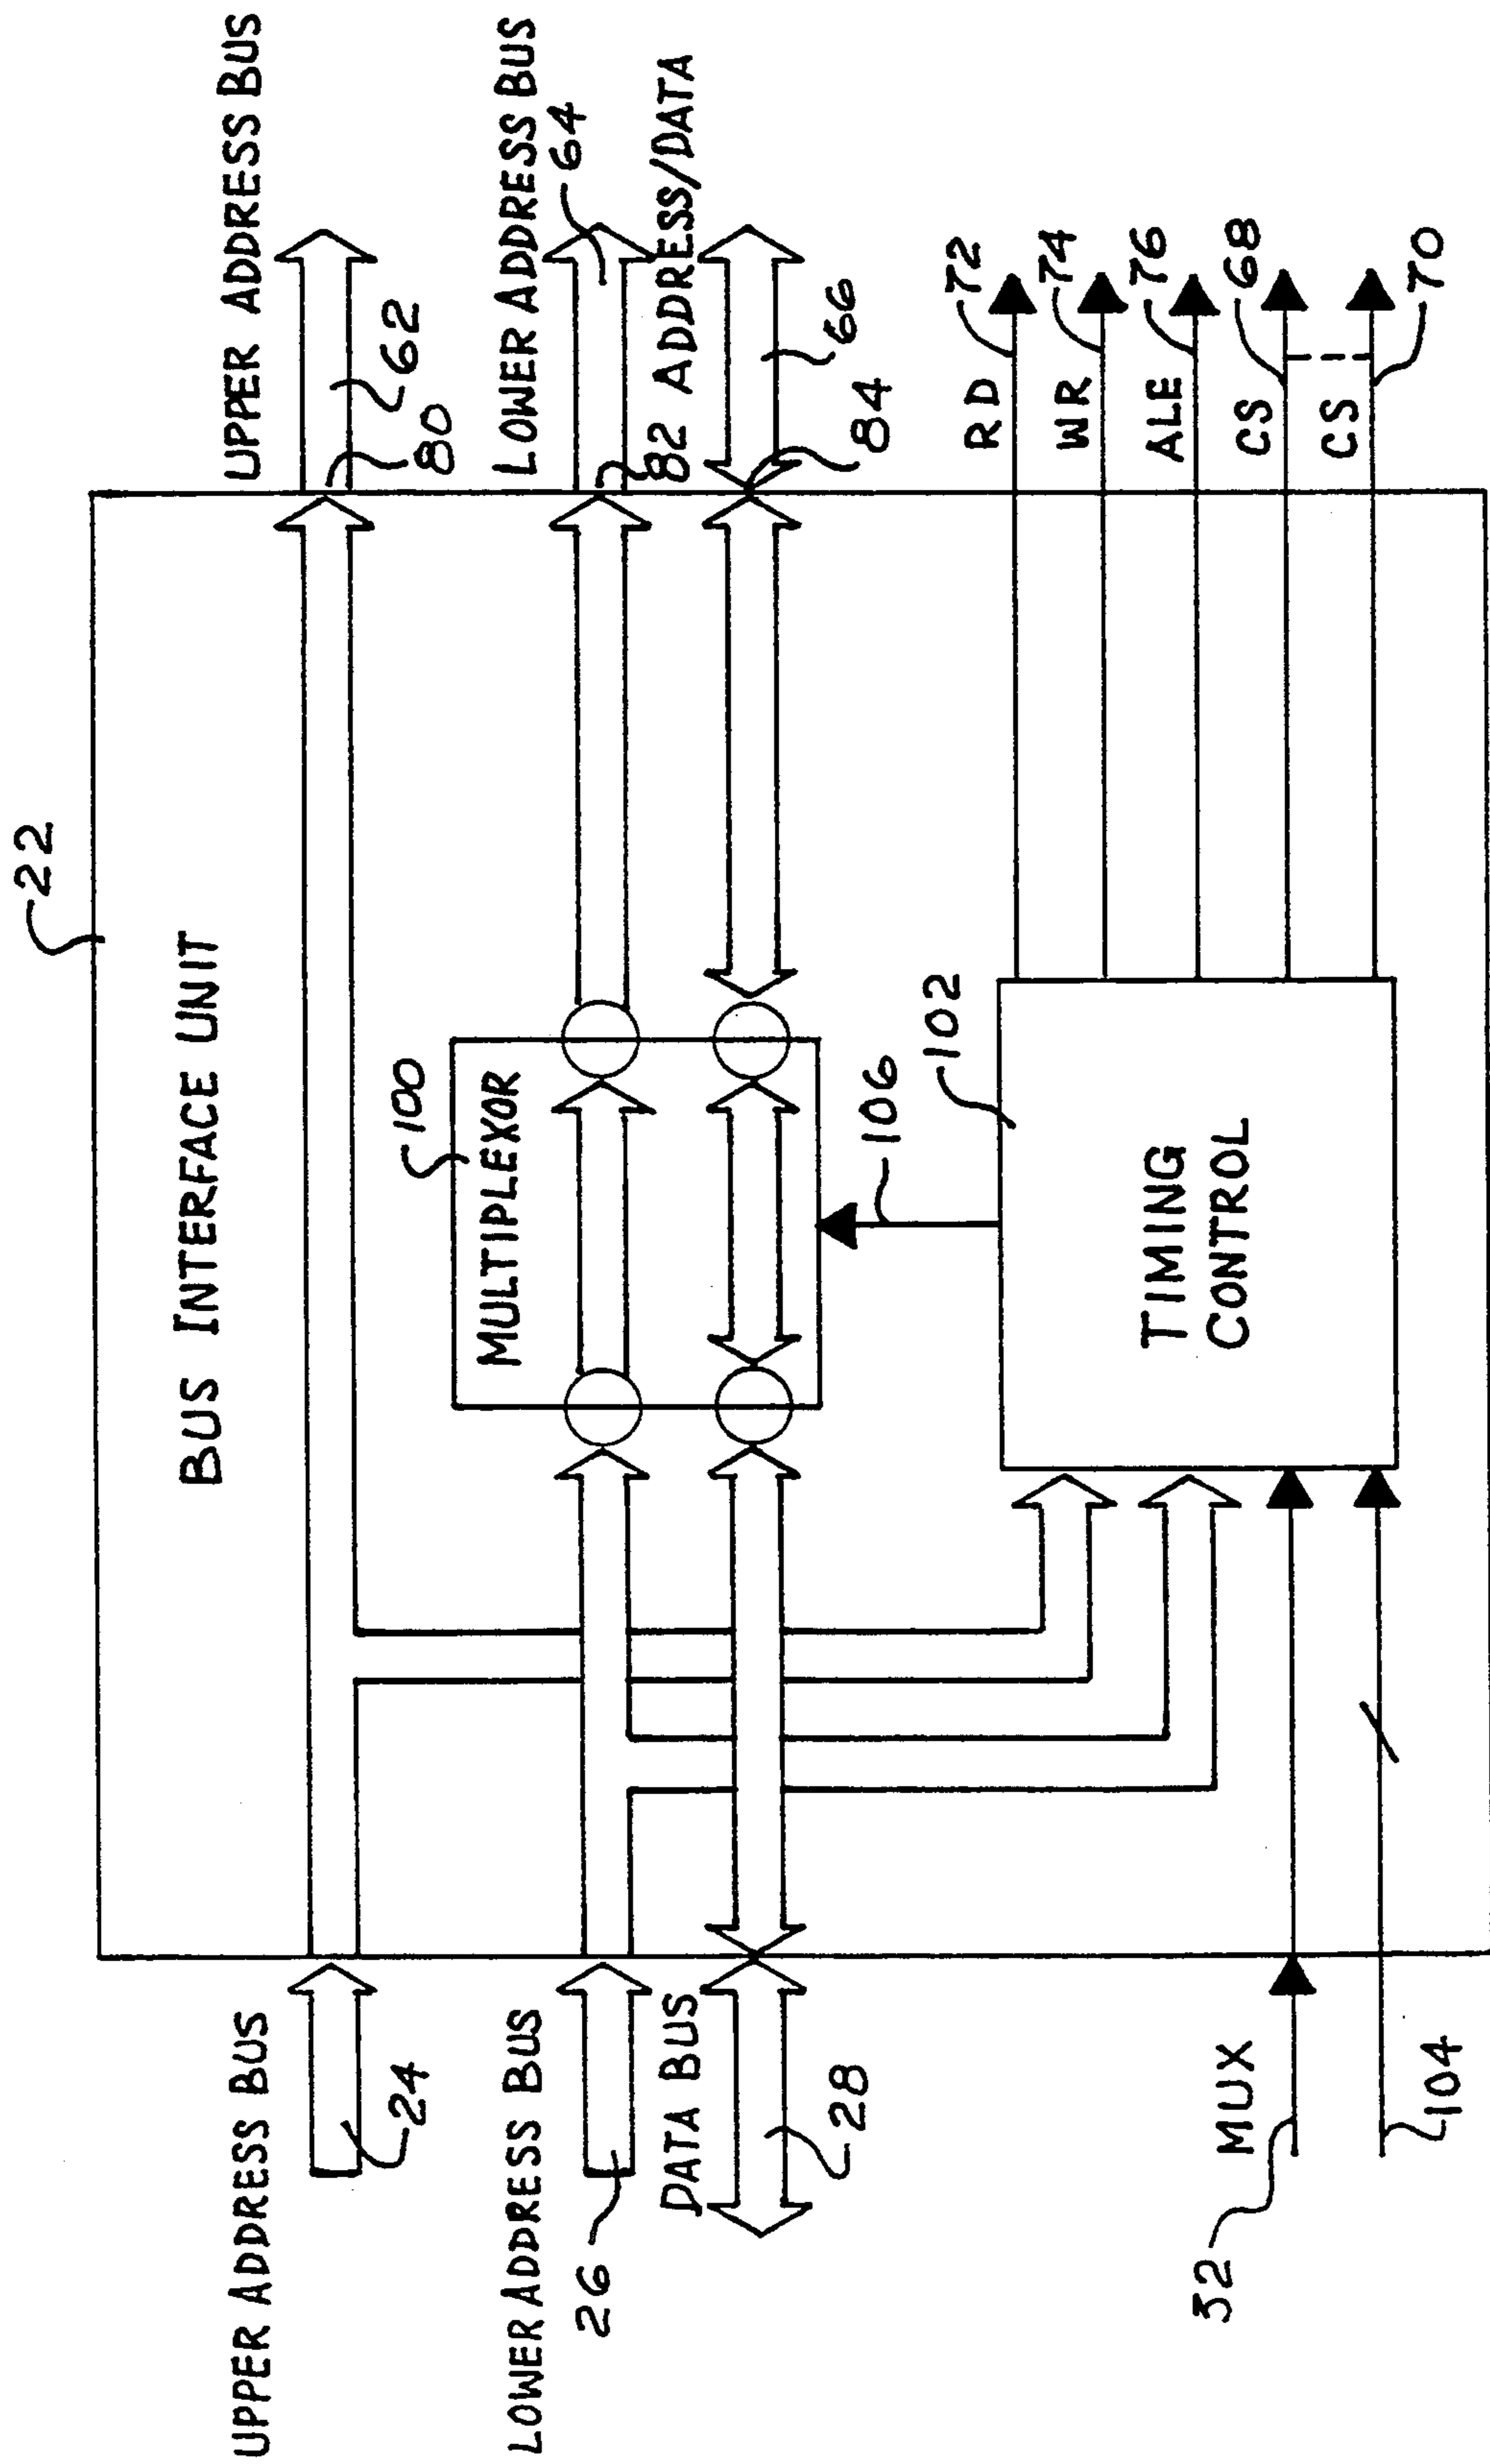 22
BUS INTERFACE UNIT
UPPER ADDRESS BUS
24
UPPER ADDRESS BUS
62
80
LOWER ADDRESS BUS
26
100
MULTIPLEXOR
LOWER ADDRESS BUS
64
82
DATA BUS
28
ADDRESS/DATA
66
84
106
102
TIMING
CONTROL
MUX
32
104
RD
72
WR
74
ALE
76
CS
68
CS
70